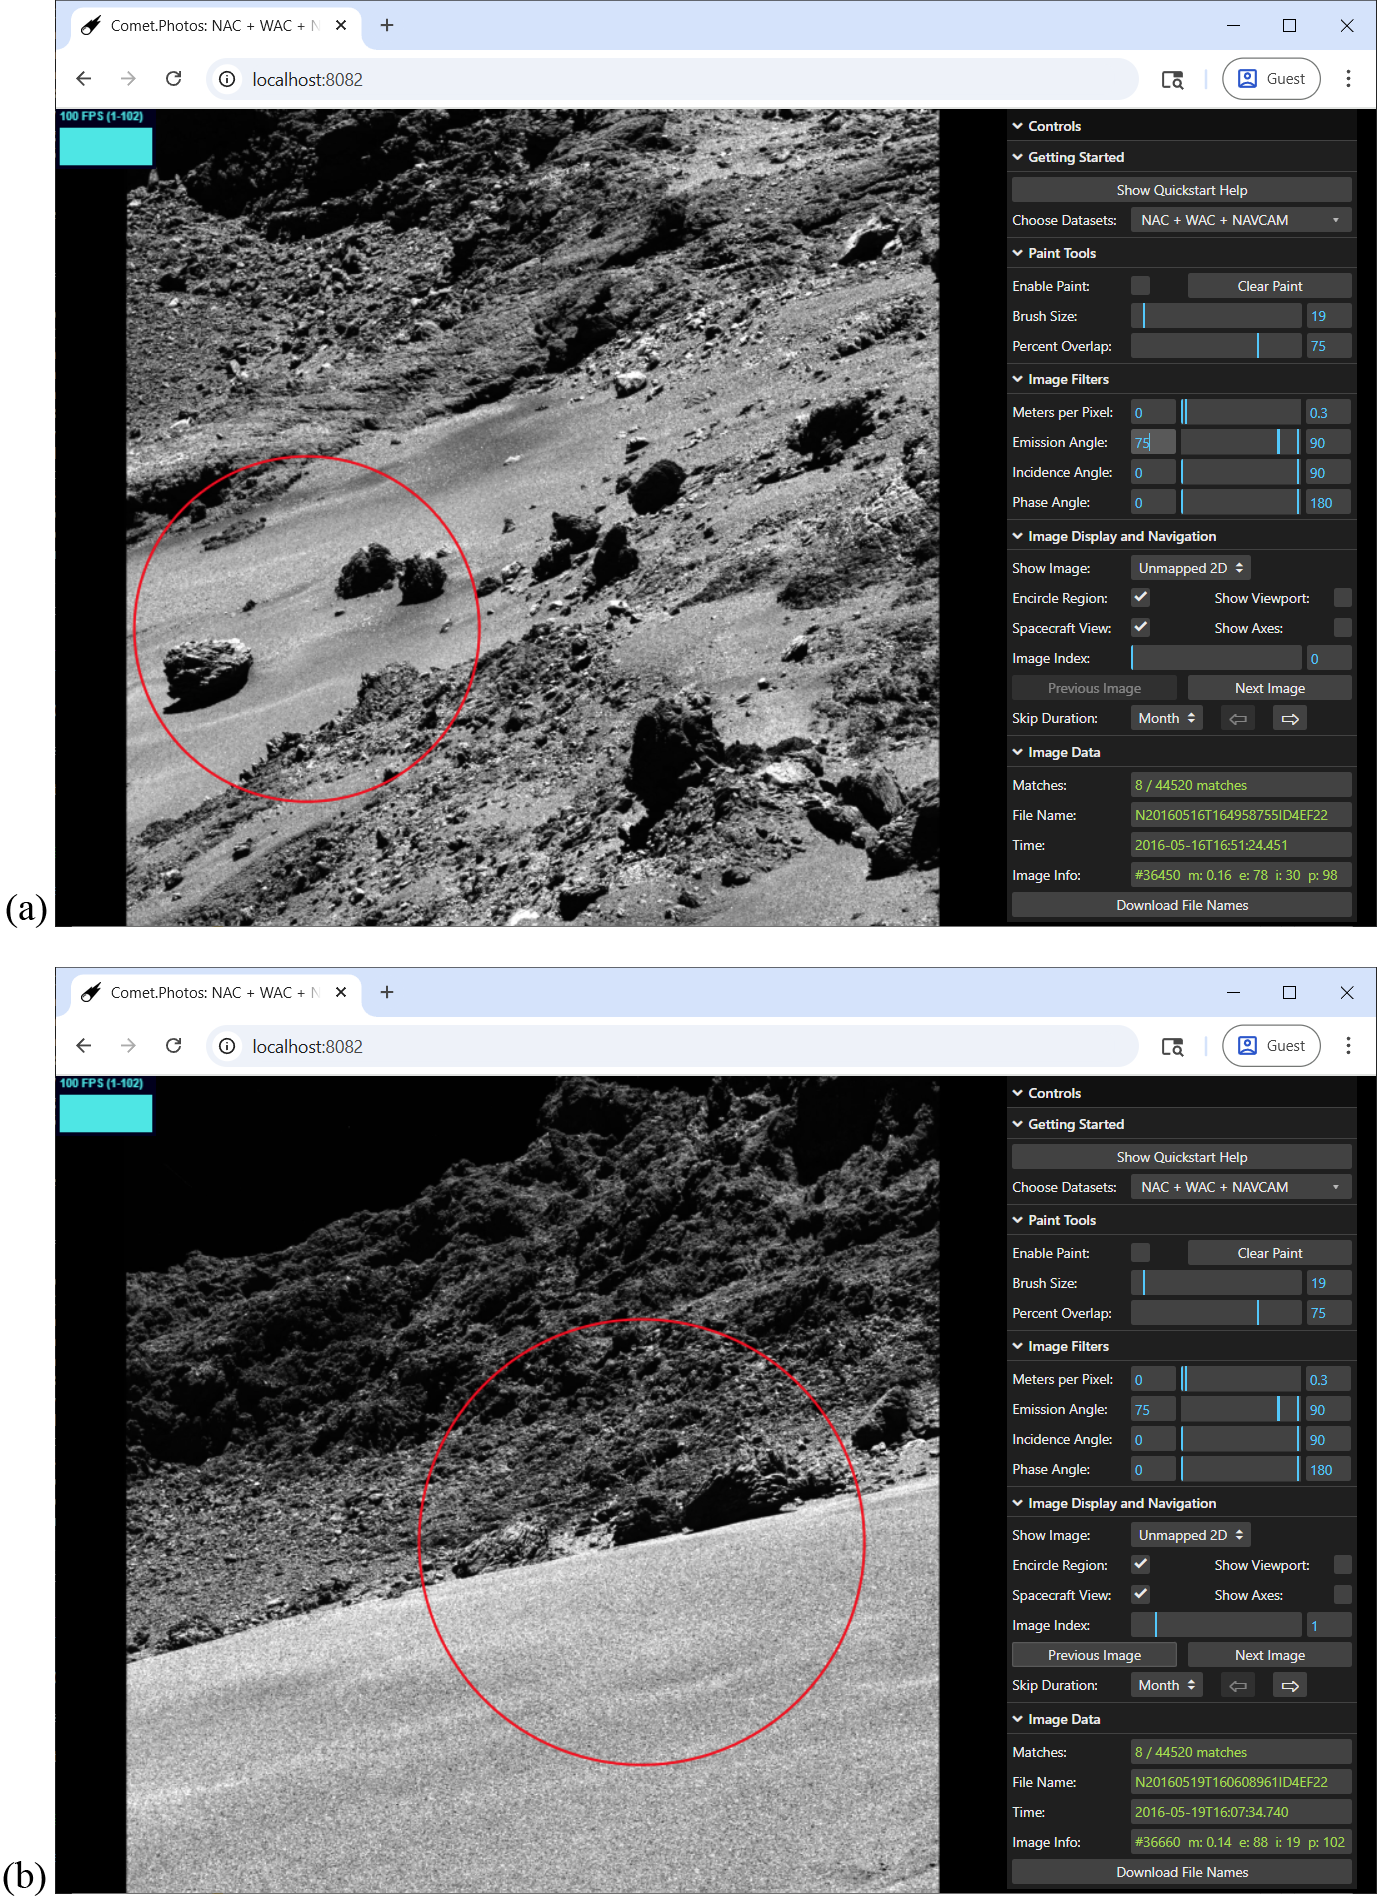 Comet.Photos: NAC + WAC + N
localhost:8082
Guest
100 FPS (1-102)
Controls
Getting Started
Show Quickstart Help
Choose Datasets: NAC + WAC + NAVCAM
Paint Tools
Enable Paint: Clear Paint
Brush Size: 19
Percent Overlap: 75
Image Filters
Meters per Pixel: 0 0.3
Emission Angle: 75 90
Incidence Angle: 0 90
Phase Angle: 0 180
Image Display and Navigation
Show Image: Unmapped 2D
Encircle Region: Show Viewport:
Spacecraft View: Show Axes:
Image Index: 0
Previous Image Next Image
Skip Duration: Month
Image Data
Matches: 8 / 44520 matches
File Name: N20160516T164958755ID4EF22
Time: 2016-05-16T16:51:24.451
Image Info: #36450 m: 0.16 e: 78 i: 30 p: 98
Download File Names
(a)
Comet.Photos: NAC + WAC + N
localhost:8082
Guest
100 FPS (1-102)
Controls
Getting Started
Show Quickstart Help
Choose Datasets: NAC + WAC + NAVCAM
Paint Tools
Enable Paint: Clear Paint
Brush Size: 19
Percent Overlap: 75
Image Filters
Meters per Pixel: 0 0.3
Emission Angle: 75 90
Incidence Angle: 0 90
Phase Angle: 0 180
Image Display and Navigation
Show Image: Unmapped 2D
Encircle Region: Show Viewport:
Spacecraft View: Show Axes:
Image Index: 1
Previous Image Next Image
Skip Duration: Month
Image Data
Matches: 8 / 44520 matches
File Name: N20160519T160608961ID4EF22
Time: 2016-05-19T16:07:34.740
Image Info: #36660 m: 0.14 e: 88 i: 19 p: 102
Download File Names
(b)